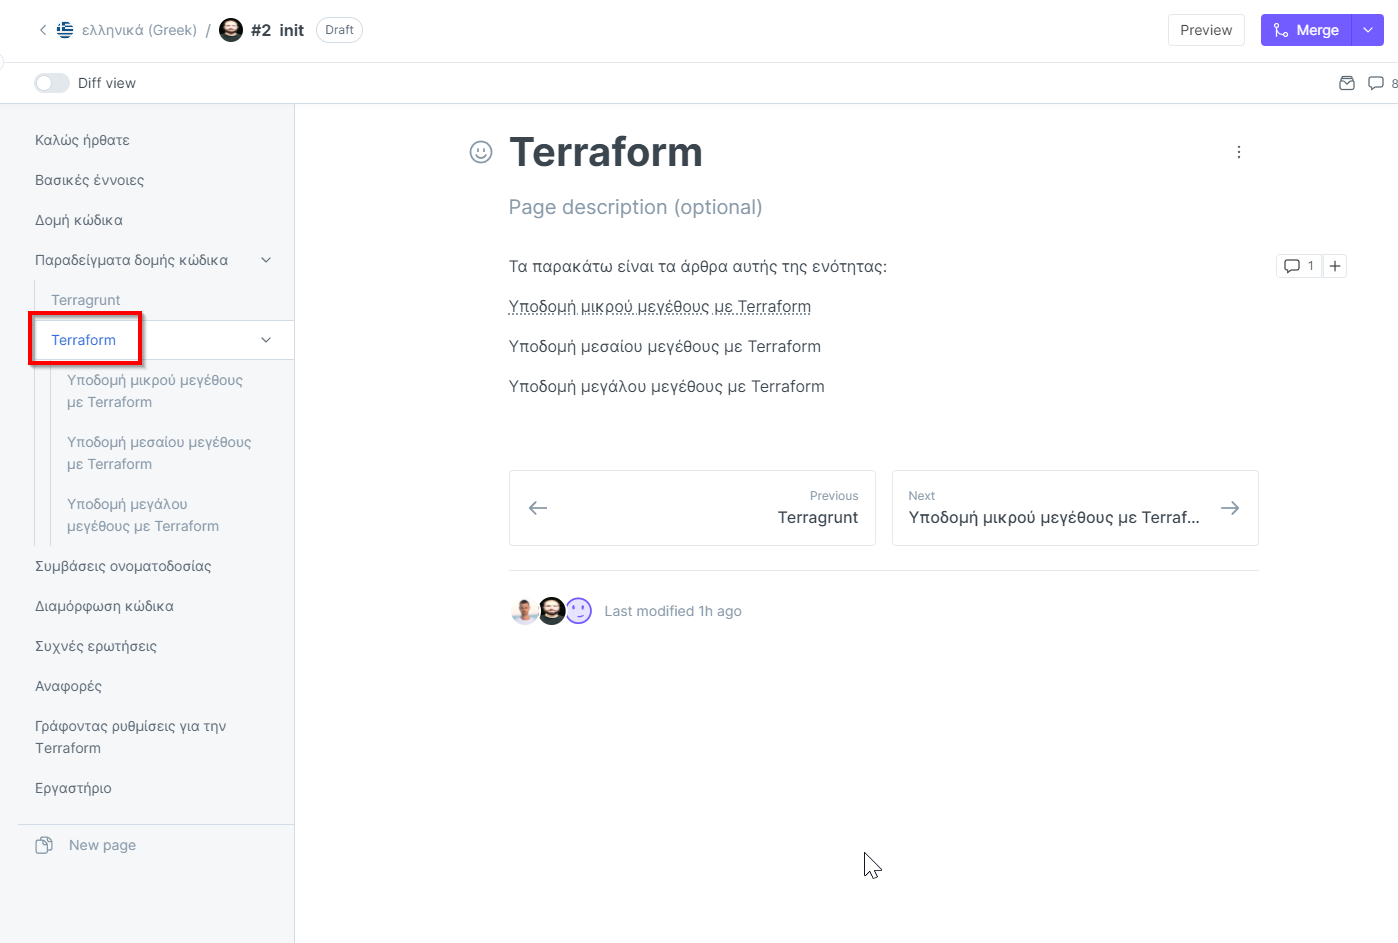 ελληνικά (Greek) / #2 init Draft
Preview
Merge
Diff view
8
Καλώς ήρθατε
Βασικές έννοιες
Δομή κώδικα
Παραδείγματα δομής κώδικα
Terragrunt
Terraform
Υποδομή μικρού μεγέθους
με Terraform
Υποδομή μεσαίου μεγέθους
με Terraform
Υποδομή μεγάλου
μεγέθους με Terraform
Συμβάσεις ονοματοδοσίας
Διαμόρφωση κώδικα
Συχνές ερωτήσεις
Αναφορές
Γράφοντας ρυθμίσεις για την
Terraform
Εργαστήριο
New page
Terraform
Page description (optional)
Τα παρακάτω είναι τα άρθρα αυτής της ενότητας:
1
Υποδομή μικρού μεγέθους με Terraform
Υποδομή μεσαίου μεγέθους με Terraform
Υποδομή μεγάλου μεγέθους με Terraform
Previous
Terragrunt
Next
Υποδομή μικρού μεγέθους με Terraf...
Last modified 1h ago